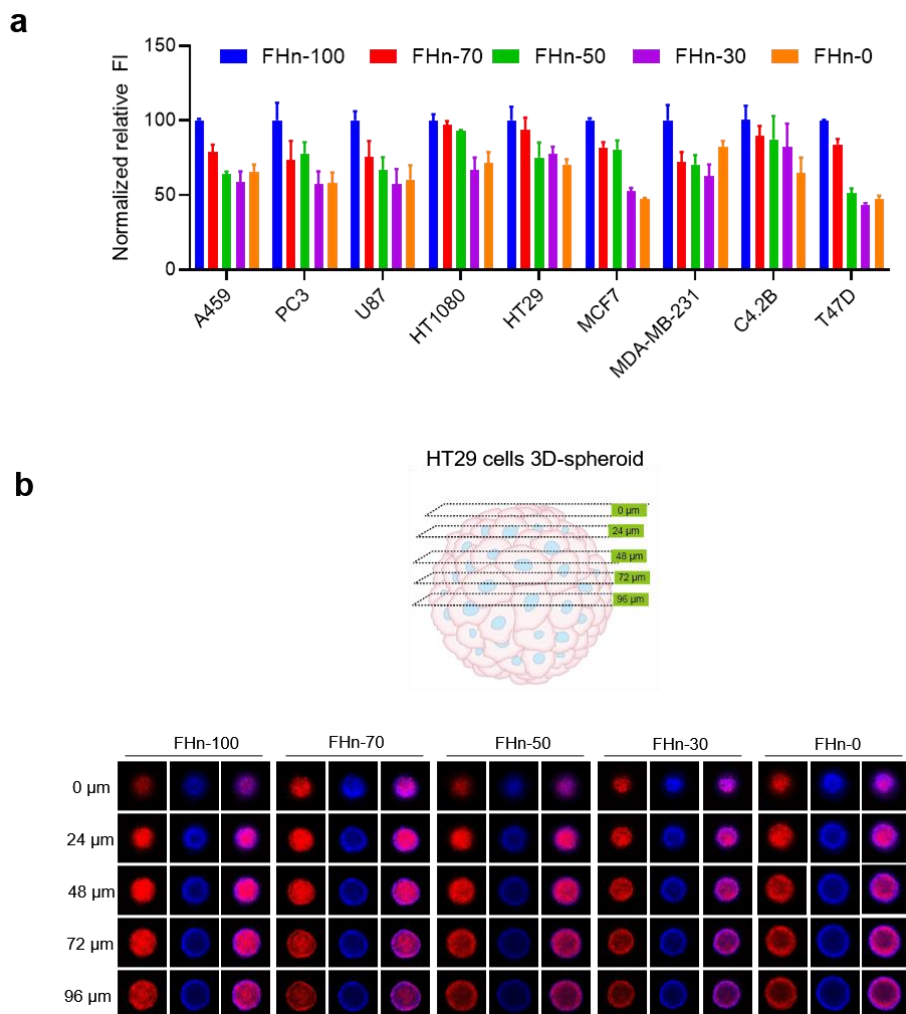 a
Normalized relative FI
150
100
50
0
FHn-100 FHn-70 FHn-50 FHn-30 FHn-0
A459 PC3 U87 HT1080 HT29 MCF7 MDA-MB-231 C4.2B T47D
b
HT29 cells 3D-spheroid
0 µm
24 µm
48 µm
72 µm
96 µm
FHn-100 FHn-70 FHn-50 FHn-30 FHn-0
0 µm
24 µm
48 µm
72 µm
96 µm